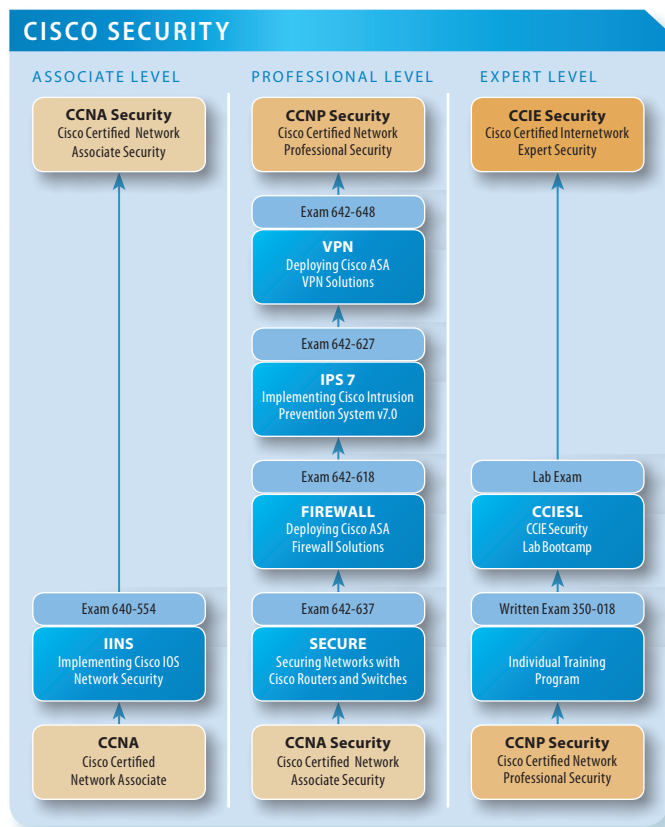 CISCO SECURITY
ASSOCIATE LEVEL
CCNA Security
Cisco Certified Network
Associate Security
Exam 640-554
IINS
Implementing Cisco IOS
Network Security
CCNA
Cisco Certified
Network Associate
PROFESSIONAL LEVEL
CCNP Security
Cisco Certified Network
Professional Security
Exam 642-648
VPN
Deploying Cisco ASA
VPN Solutions
Exam 642-627
IPS 7
Implementing Cisco Intrusion
Prevention System v7.0
Exam 642-618
FIREWALL
Deploying Cisco ASA
Firewall Solutions
Exam 642-637
SECURE
Securing Networks with
Cisco Routers and Switches
CCNA Security
Cisco Certified Network
Associate Security
EXPERT LEVEL
CCIE Security
Cisco Certified Internetwork
Expert Security
Lab Exam
CCIESL
CCIE Security
Lab Bootcamp
Written Exam 350-018
Individual Training
Program
CCNP Security
Cisco Certified Network
Professional Security